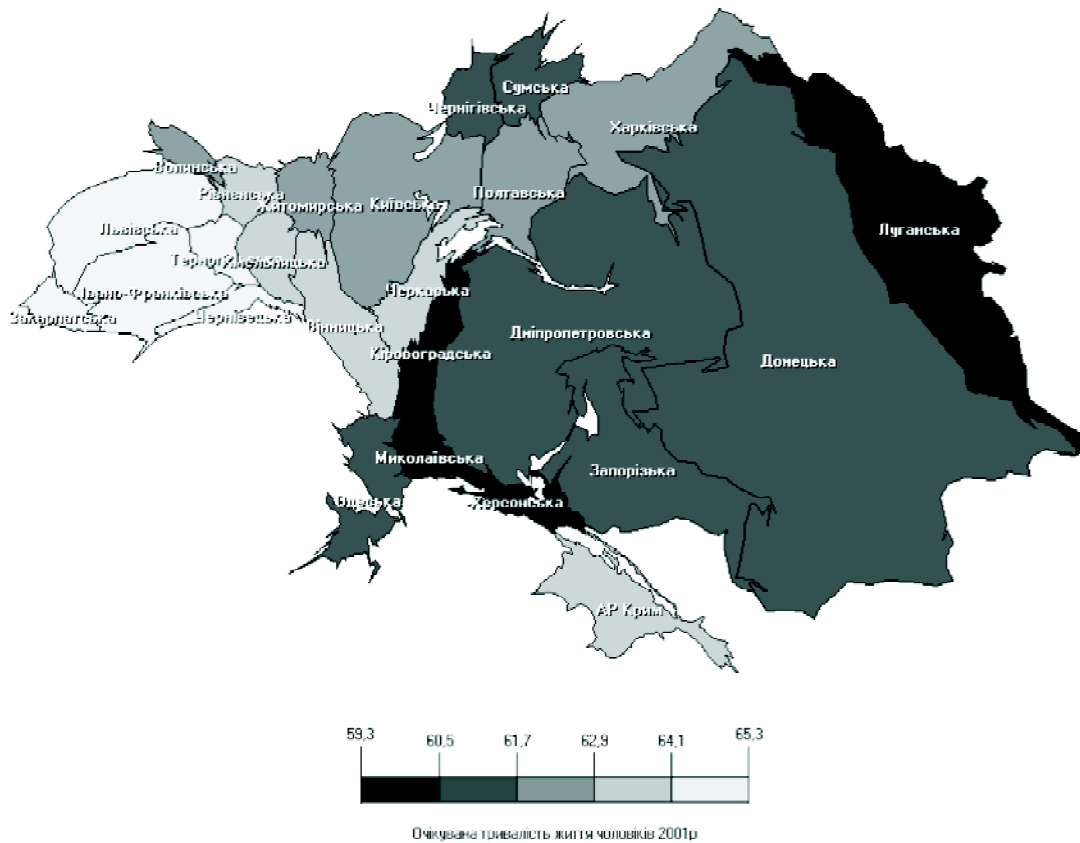 Сумська
Чернігівська
Харківська
Волинська
Рівненська
Житомирська
Київська
Полтавська
Львівська
Луганська
Хмельницька
Івано-Франківська
Черкаська
Закарпатська
Чернівецька
Вінницька
Дніпропетровська
Кіровоградська
Донецька
Миколаївська
Запорізька
Одеська
Херсонська
АР Крим
59,3
60,5
61,7
62,9
64,1
65,3
Очікувана тривалість життя чоловіків 2001р